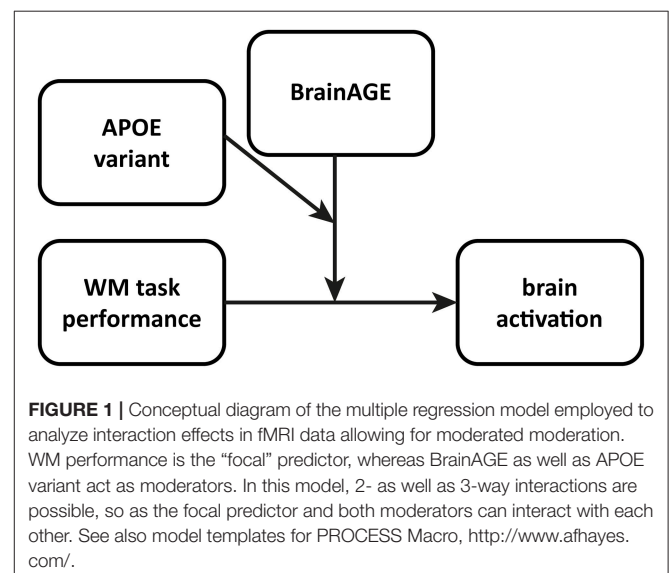 BrainAGE
APOE
variant
WM task
performance
brain
activation
FIGURE 1 | Conceptual diagram of the multiple regression model employed to
analyze interaction effects in fMRI data allowing for moderated moderation.
WM performance is the “focal” predictor, whereas BrainAGE as well as APOE
variant act as moderators. In this model, 2- as well as 3-way interactions are
possible, so as the focal predictor and both moderators can interact with each
other. See also model templates for PROCESS Macro, http://www.afhayes.
com/.